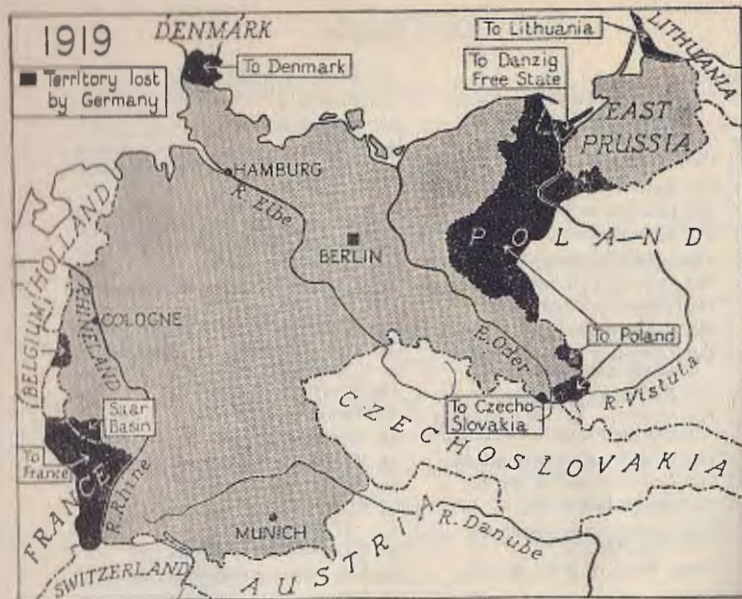 1919
Territory lost
by Germany
DENMARK
To Denmark
To Lithuania
LITHUANIA
To Danzig
Free State
EAST
PRUSSIA
HAMBURG
R. Elbe
HOLLAND
BERLIN
POLAND
BELGIUM
RHINELAND
COLOGNE
R. Oder
To Poland
R. Vistula
To Czecho-
Slovakia
CZECHOSLOVAKIA
Saar
Basin
To
France
FRANCE
R. Rhine
MUNICH
R. Danube
SWITZERLAND
AUSTRIA